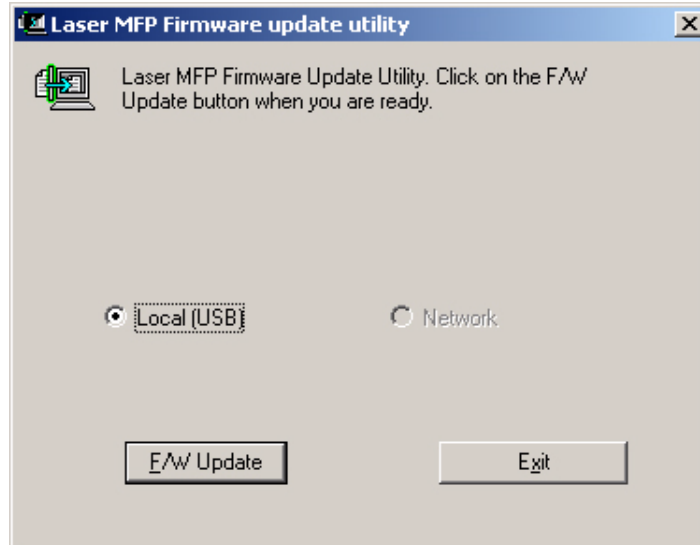 Laser MFP Firmware update utility
Laser MFP Firmware Update Utility. Click on the F/W
Update button when you are ready.
Local (USB)
Network
F/W Update
Exit